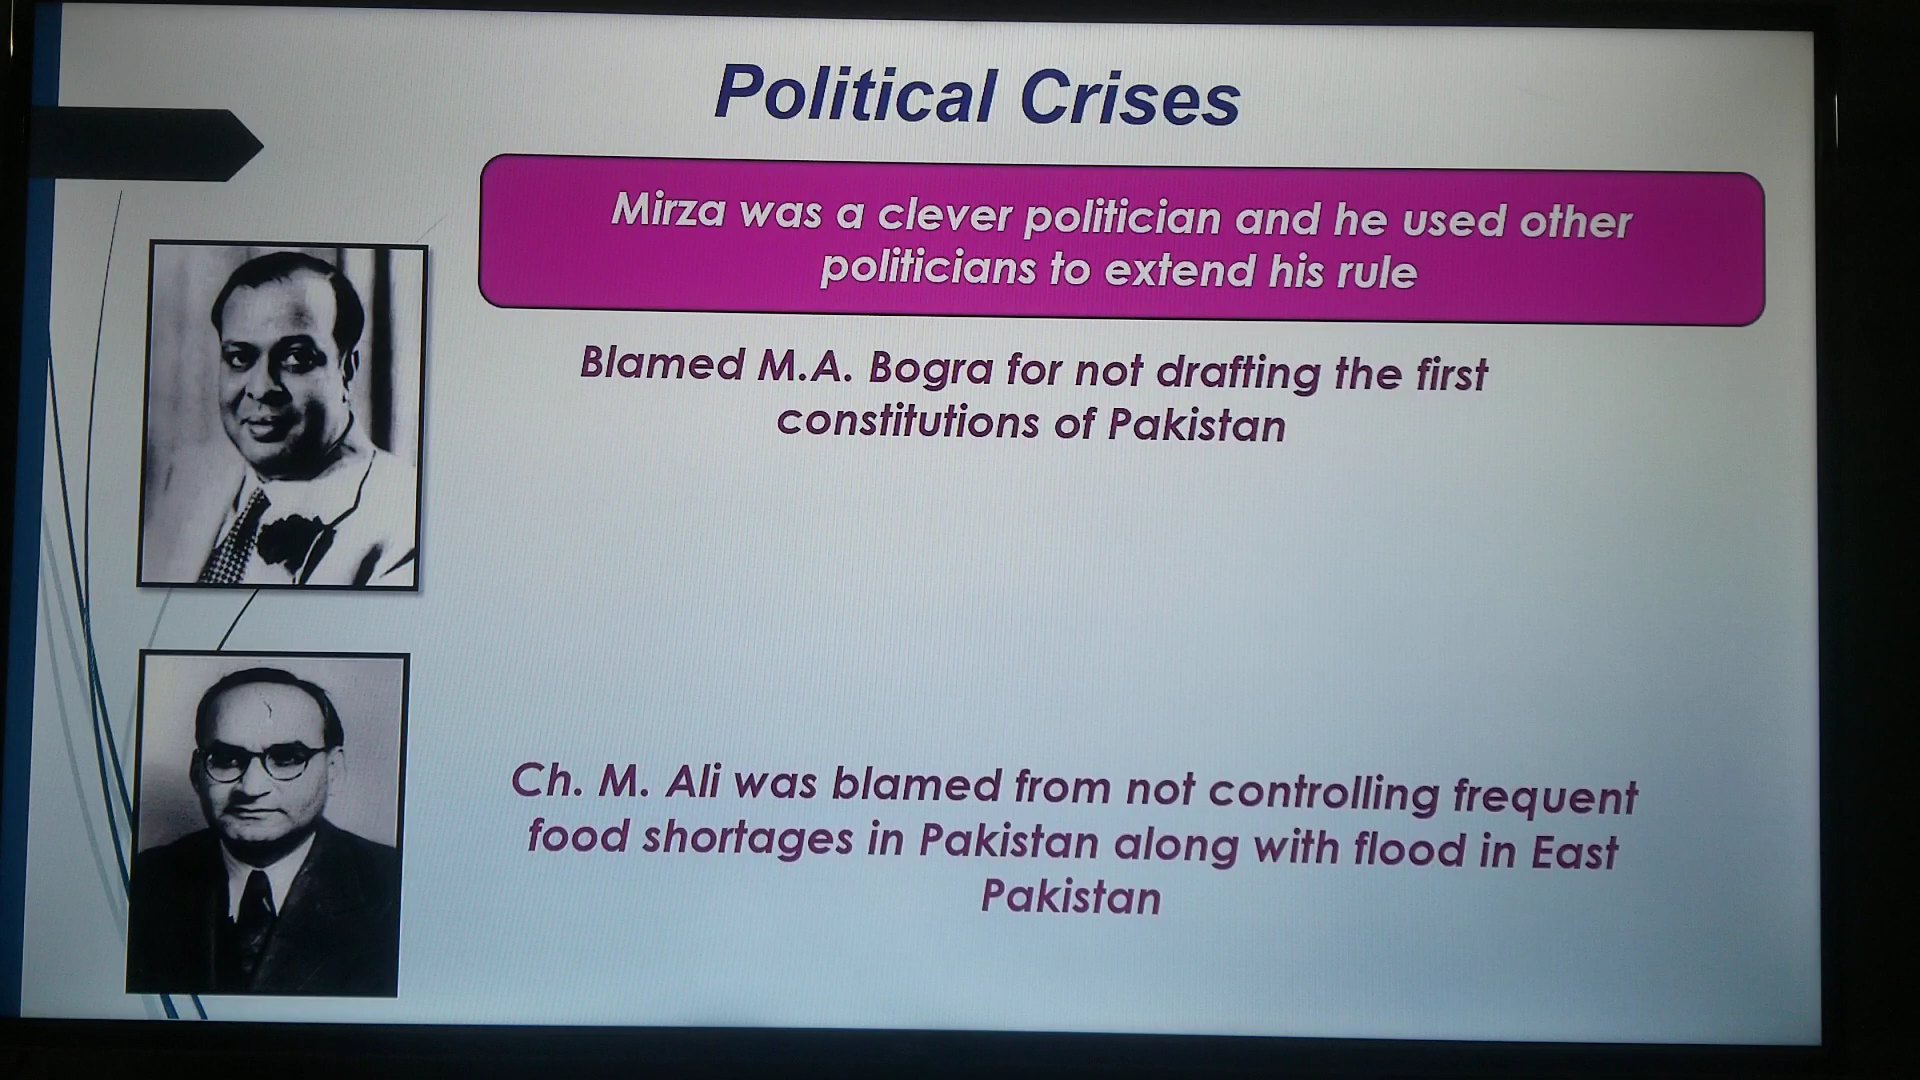 Political Crises
Mirza was a clever politician and he used other
politicians to extend his rule
Blamed M.A. Bogra for not drafting the first
constitutions of Pakistan
Ch. M. Ali was blamed from not controlling frequent
food shortages in Pakistan along with flood in East
Pakistan